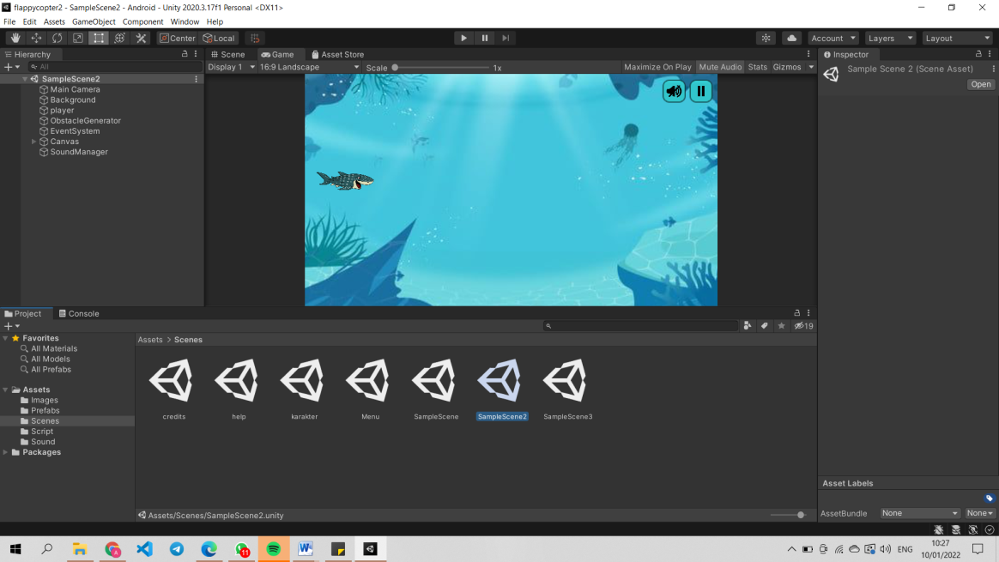 flappycopter2 - SampleScene2 - Android - Unity 2020.3.17f1 Personal <DX11>
File Edit Assets GameObject Component Window Help
Center Local Account Layers Layout
Hierarchy Scene Game Asset Store Inspector
All Display 1 16:9 Landscape Scale 1x Maximize On Play Mute Audio Stats Gizmos
Sample Scene 2 (Scene Asset)
Open
SampleScene2
Main Camera
Background
player
ObstacleGenerator
EventSystem
Canvas
SoundManager
Project Console
19
Favorites
All Materials
All Models
All Prefabs
Assets
Images
Prefabs
Scenes
Script
Sound
Packages
Assets > Scenes
credits help karakter Menu SampleScene SampleScene2 SampleScene3
Assets/Scenes/SampleScene2.unity
Asset Labels
AssetBundle None None
11
A
ENG
10:27
10/01/2022